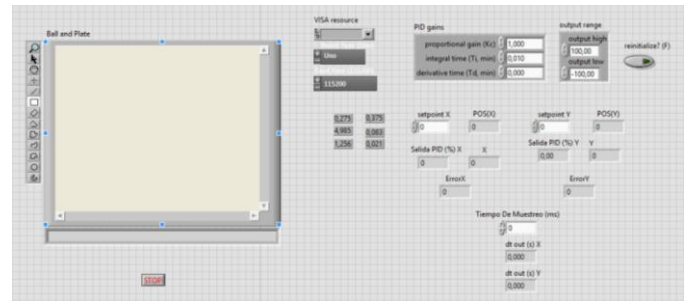 Ball and Plate
STOP
VISA resource
Uno
115200
0,275 0,375
4,985 0,083
1,256 0,021
PID gains
proportional gain (Kc) 1,000
integral time (Ti, min) 0,010
derivative time (Td, min) 0,000
output range
output high
100,00
output low
-100,00
reinitialize? (F)
setpoint X POS(X)
0 0
Salida PID (%) X X
0 0
ErrorX
0
setpoint Y POS(Y)
0 0
Salida PID (%) Y Y
0,00 0
ErrorY
0
Tiempo De Muestreo (ms)
0
dt out (s) X
0,000
dt out (s) Y
0,000